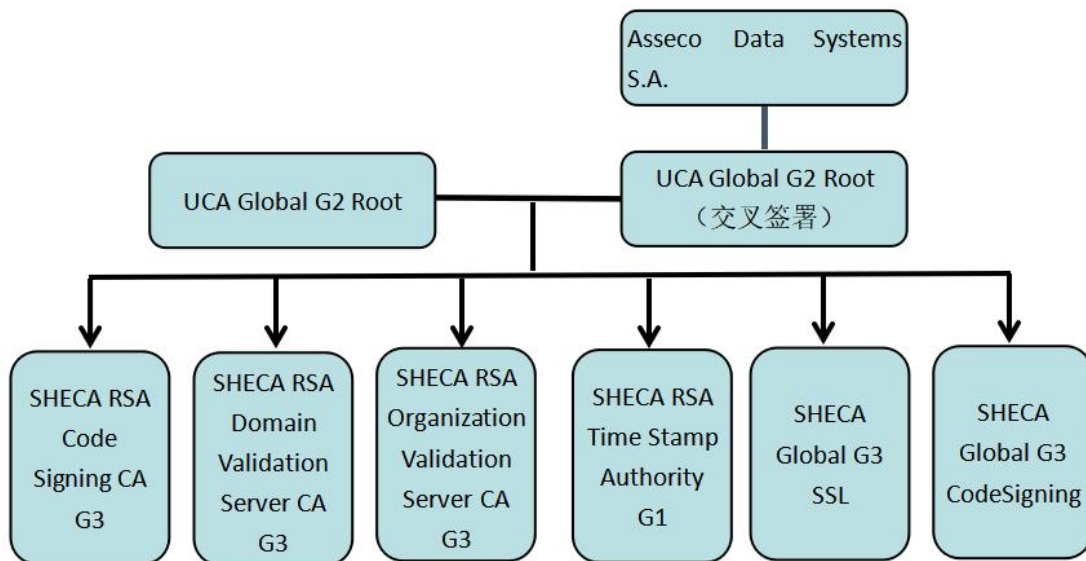 Asseco Data Systems
S.A.
UCA Global G2 Root
UCA Global G2 Root
（交叉签署）
SHECA RSA
Code
Signing CA
G3
SHECA RSA
Domain
Validation
Server CA
G3
SHECA RSA
Organization
Validation
Server CA
G3
SHECA RSA
Time Stamp
Authority
G1
SHECA
Global G3
SSL
SHECA
Global G3
CodeSigning